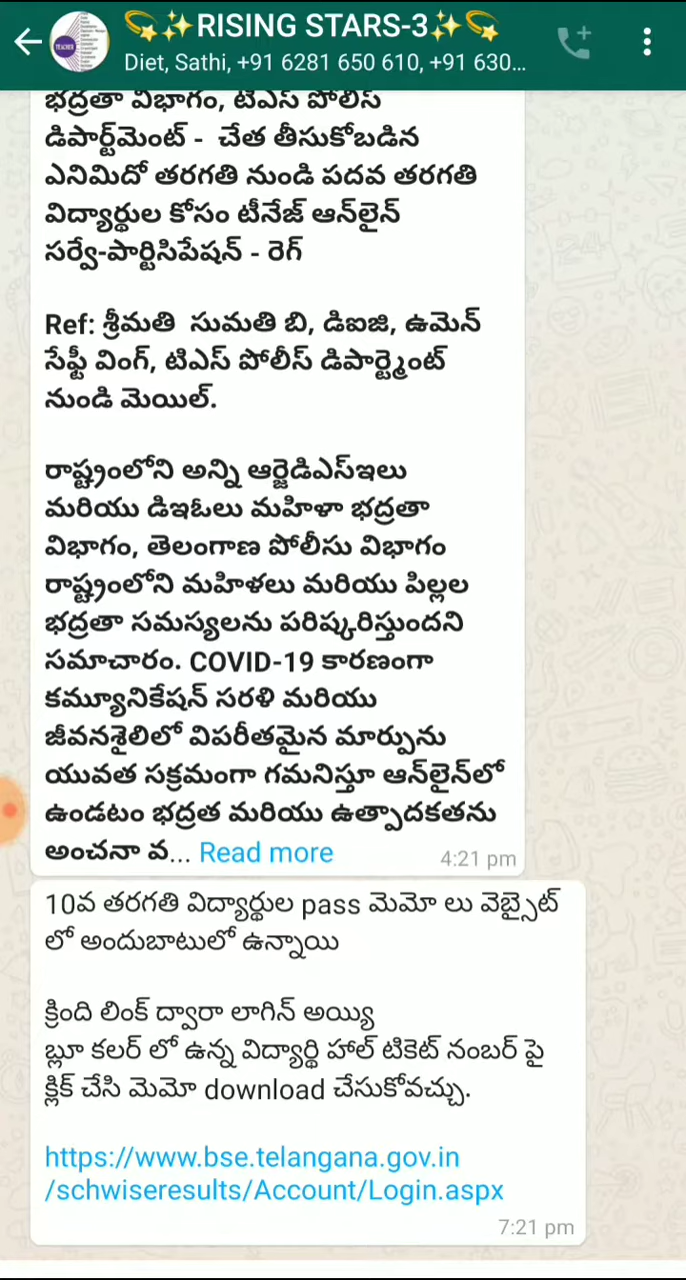 💫✨RISING STARS-3✨💫
Diet, Sathi, +91 6281 650 610, +91 630...
TEACHER
భద్రతా విభాగం, టిఎస్ పోలీస్
డిపార్ట్‌మెంట్ - చేత తీసుకోబడిన
ఎనిమిదో తరగతి నుండి పదవ తరగతి
విద్యార్థుల కోసం టీనేజ్ ఆన్‌లైన్
సర్వే-పార్టిసిపేషన్ - రెగ్
Ref: శ్రీమతి సుమతి బి, డిఐజి, ఉమెన్
సేఫ్టీ వింగ్, టిఎస్ పోలీస్ డిపార్ట్మెంట్
నుండి మెయిల్.
రాష్ట్రంలోని అన్ని ఆర్జెడిఎస్ఇలు
మరియు డిఇఓలు మహిళా భద్రతా
విభాగం, తెలంగాణ పోలీసు విభాగం
రాష్ట్రంలోని మహిళలు మరియు పిల్లల
భద్రతా సమస్యలను పరిష్కరిస్తుందని
సమాచారం. COVID-19 కారణంగా
కమ్యూనికేషన్ సరళి మరియు
జీవనశైలిలో విపరీతమైన మార్పును
యువత సక్రమంగా గమనిస్తూ ఆన్‌లైన్‌లో
ఉండటం భద్రత మరియు ఉత్పాదకతను
అంచనా వ... Read more
4:21 pm
10వ తరగతి విద్యార్థుల pass మెమో లు వెబ్సైట్
లో అందుబాటులో ఉన్నాయి
క్రింది లింక్ ద్వారా లాగిన్ అయ్యి
బ్లూ కలర్ లో ఉన్న విద్యార్థి హాల్ టికెట్ నంబర్ పై
క్లిక్ చేసి మెమో download చేసుకోవచ్చు.
https://www.bse.telangana.gov.in
/schwiseresults/Account/Login.aspx
7:21 pm